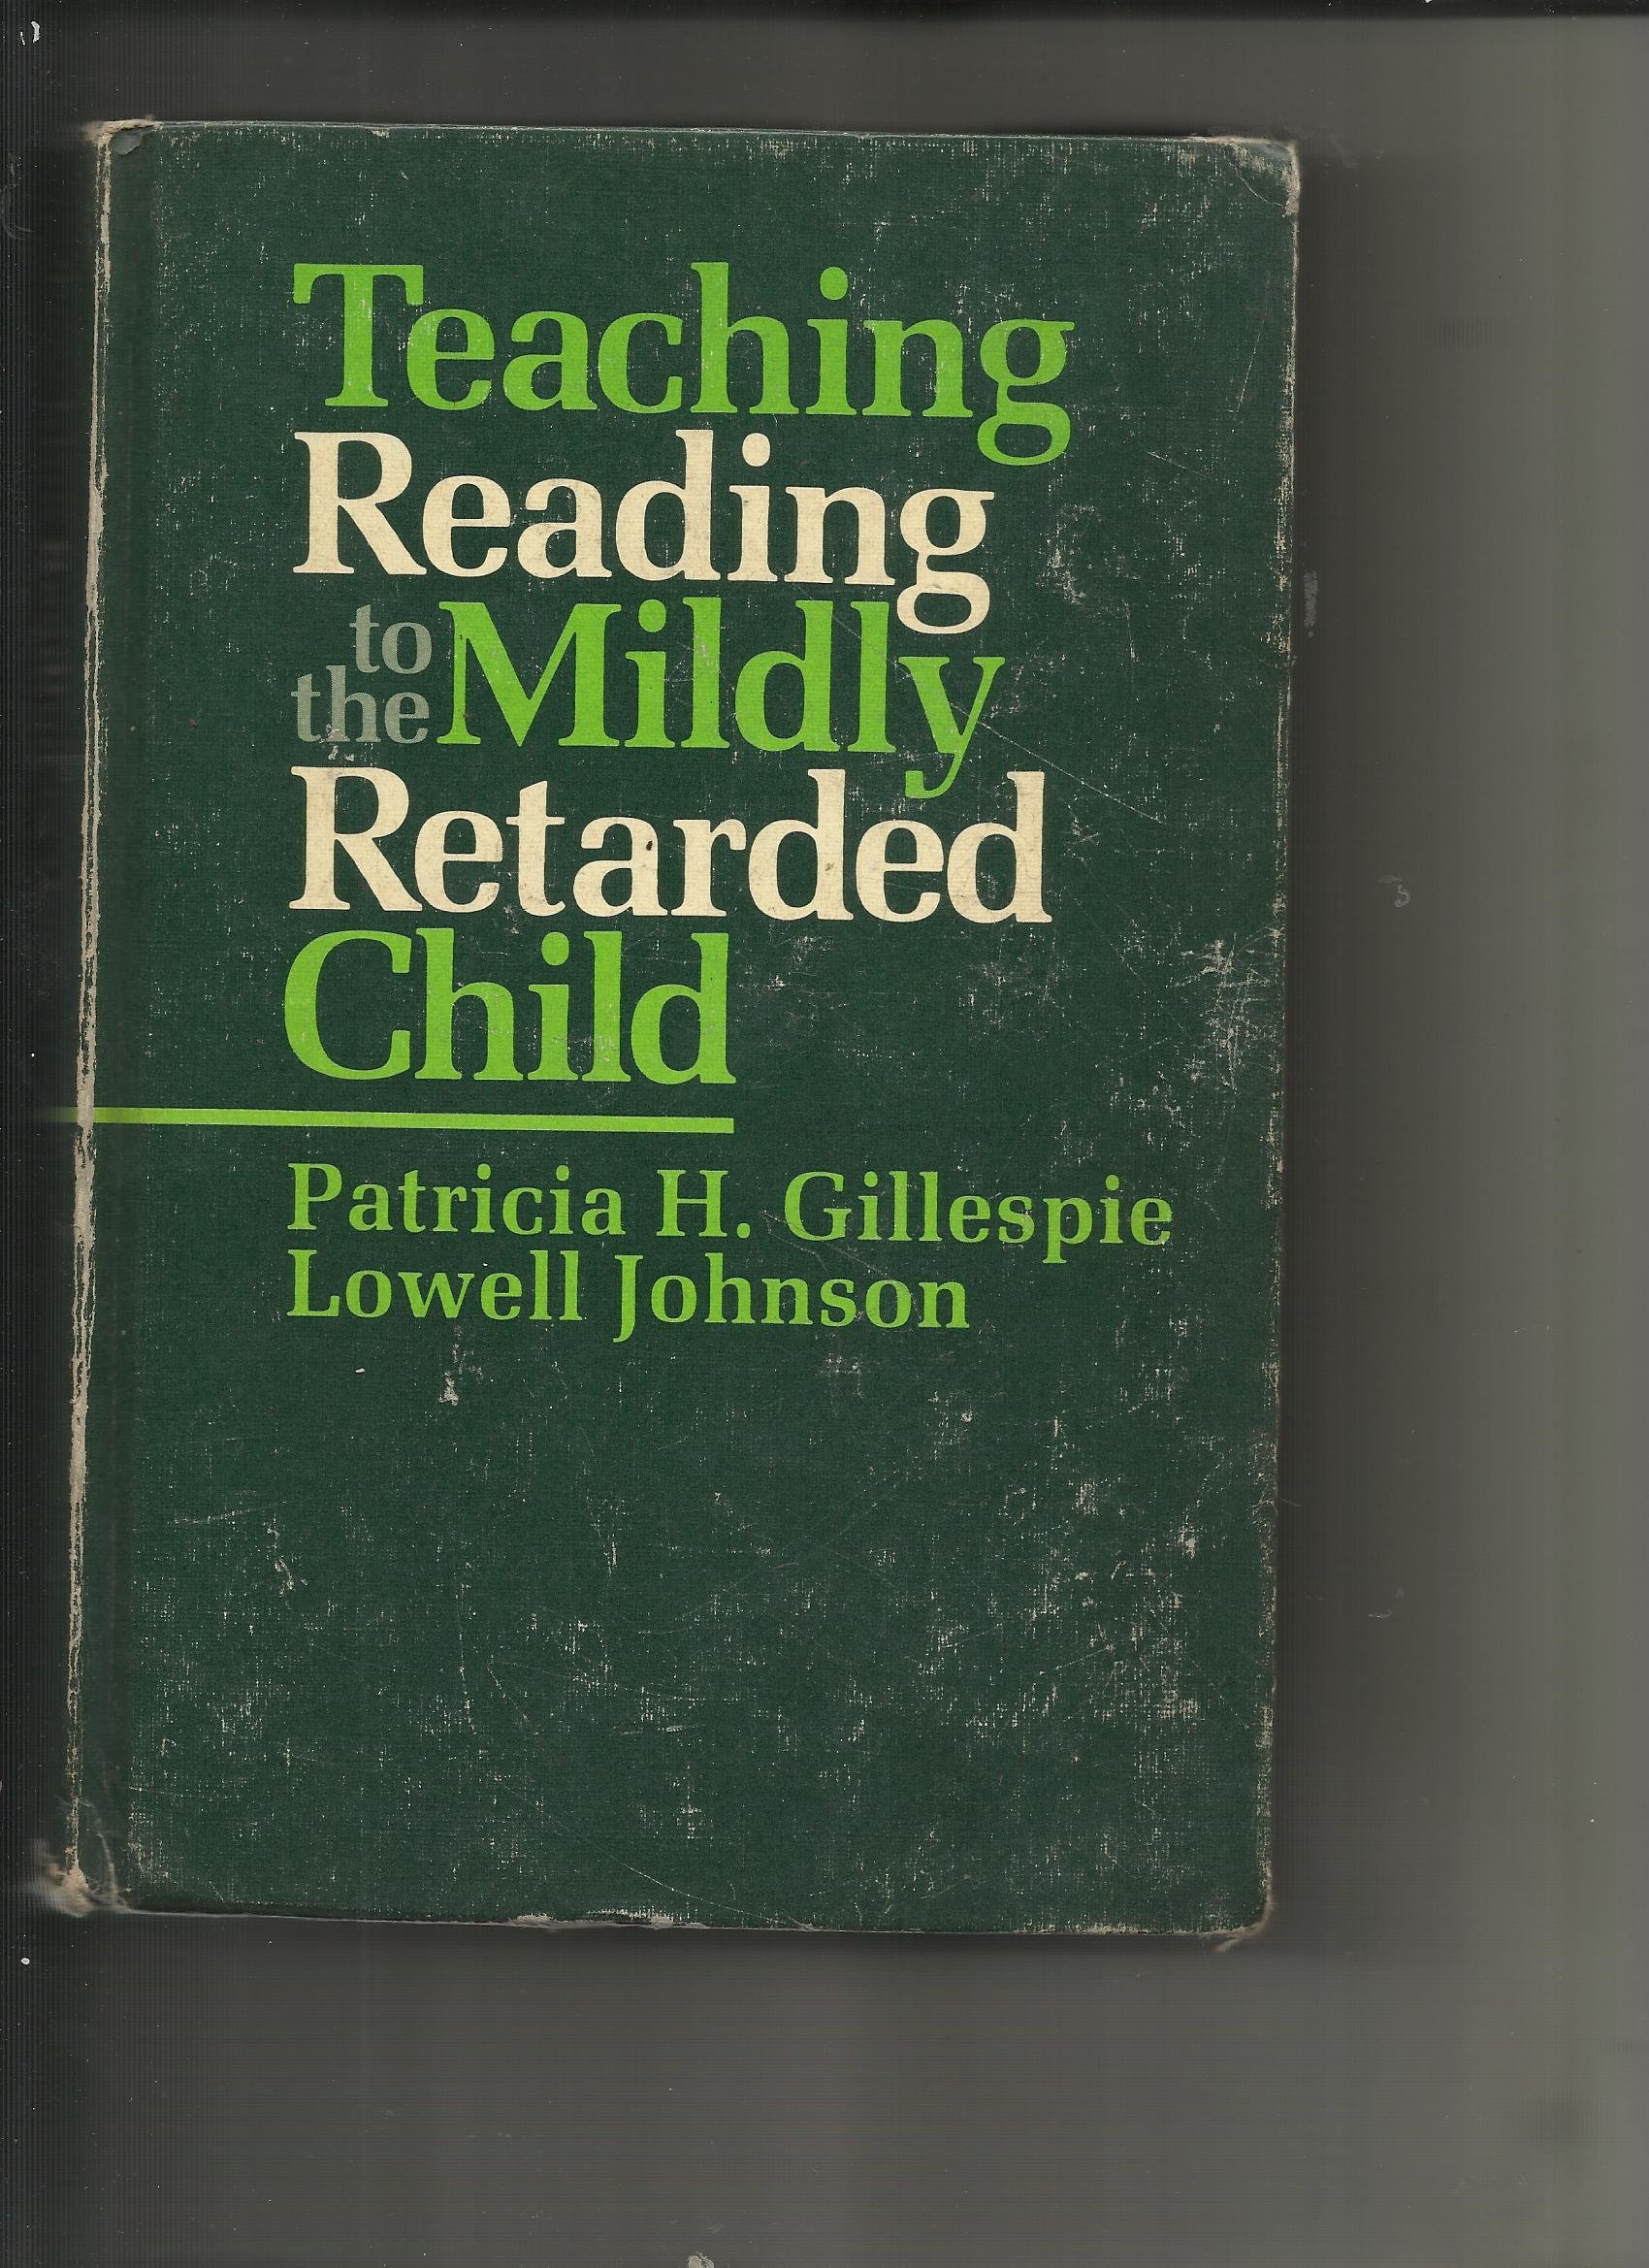 Teaching
Reading
to
the Mildly
Retarded
Child
Patricia H. Gillespie
Lowell Johnson